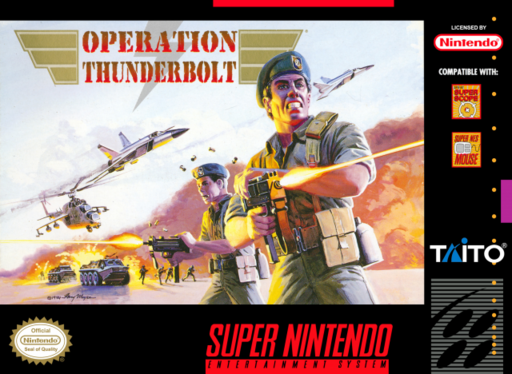 OPERATION
THUNDERBOLT
LICENSED BY
Nintendo
COMPATIBLE WITH:
SUPER
SCOPE
SUPER NES
MOUSE
TAITO
Official
Nintendo
Seal of Quality
SUPER NINTENDO
ENTERTAINMENT SYSTEM